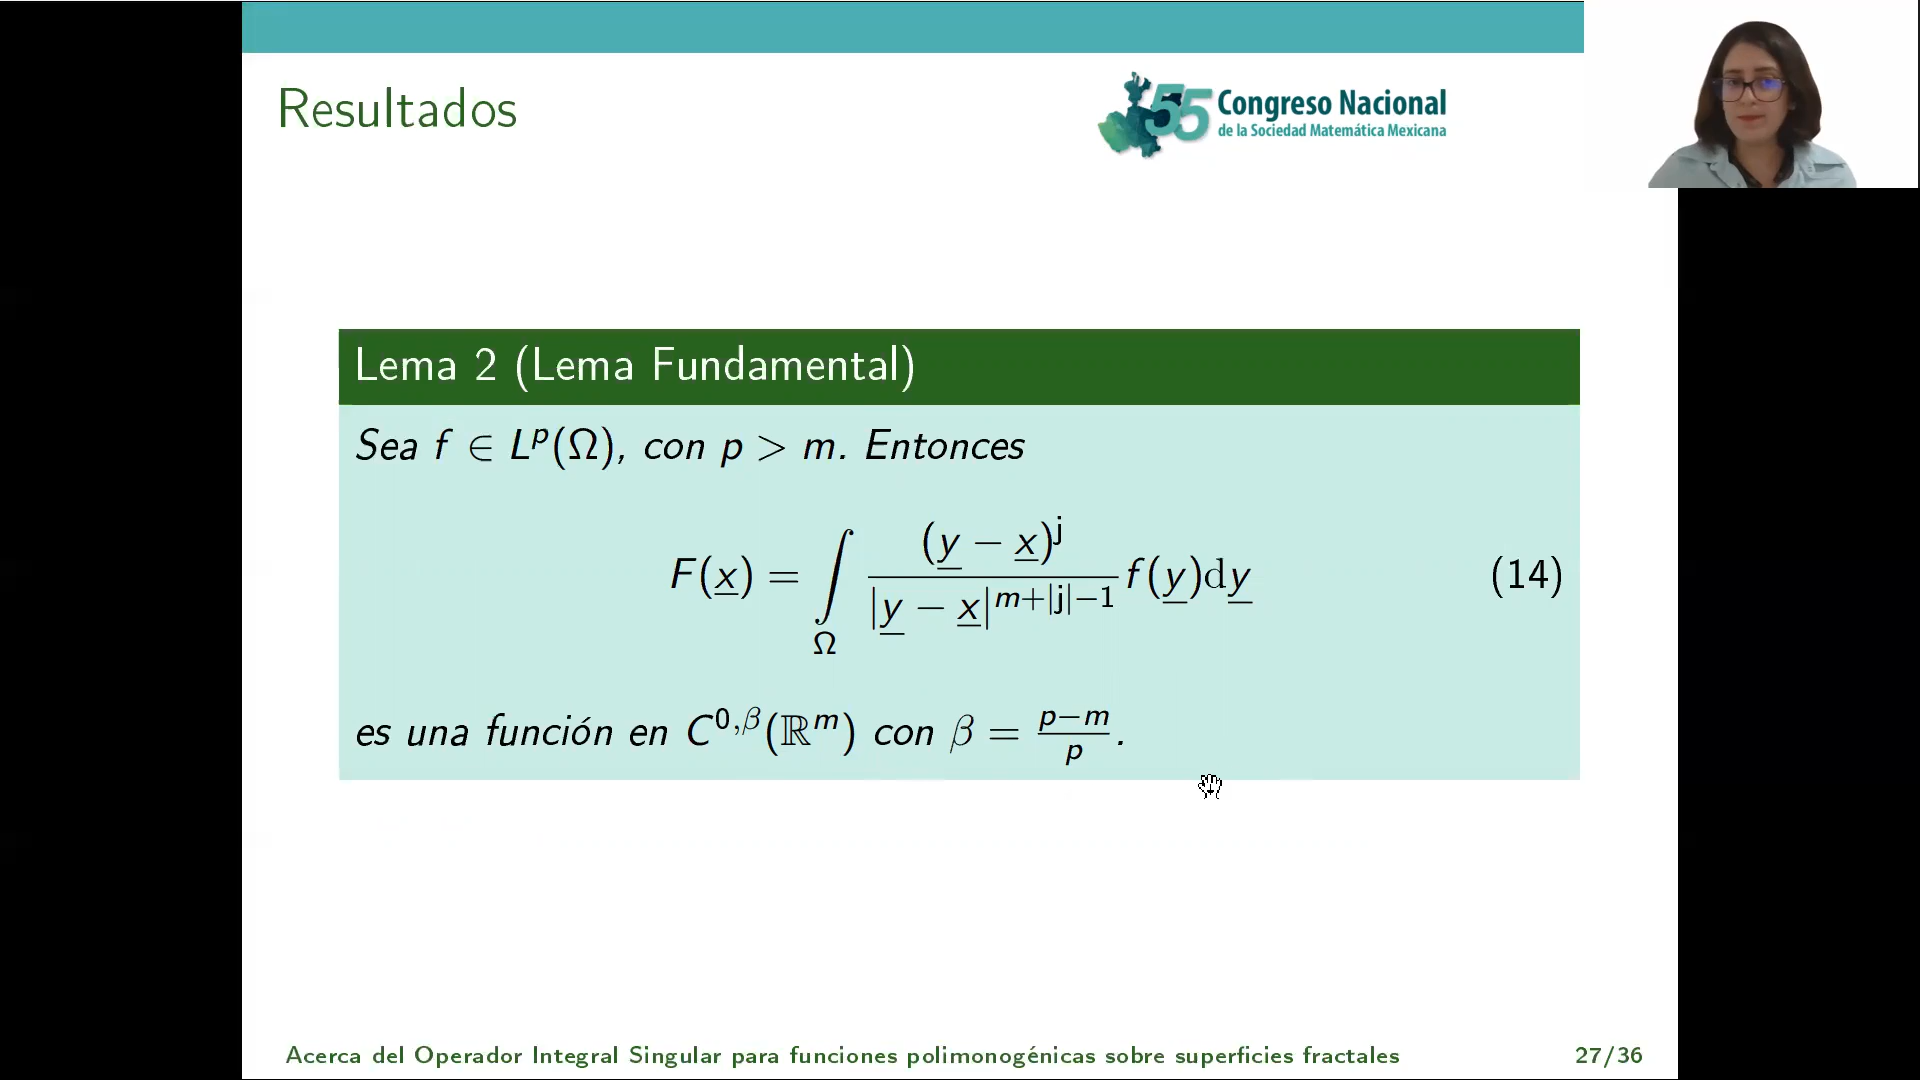 Resultados
55 Congreso Nacional
de la Sociedad Matemática Mexicana
Lema 2 (Lema Fundamental)
Sea f ∈ Lᵖ(Ω), con p > m. Entonces
F(x̲) = ∫_Ω (y̲ − x̲)^j / |y̲ − x̲|^{m+|j|−1} f(y̲)dy̲ (14)
es una función en C^{0,β}(ℝ^m) con β = (p−m)/p.
Acerca del Operador Integral Singular para funciones polimonogénicas sobre superficies fractales 27/36